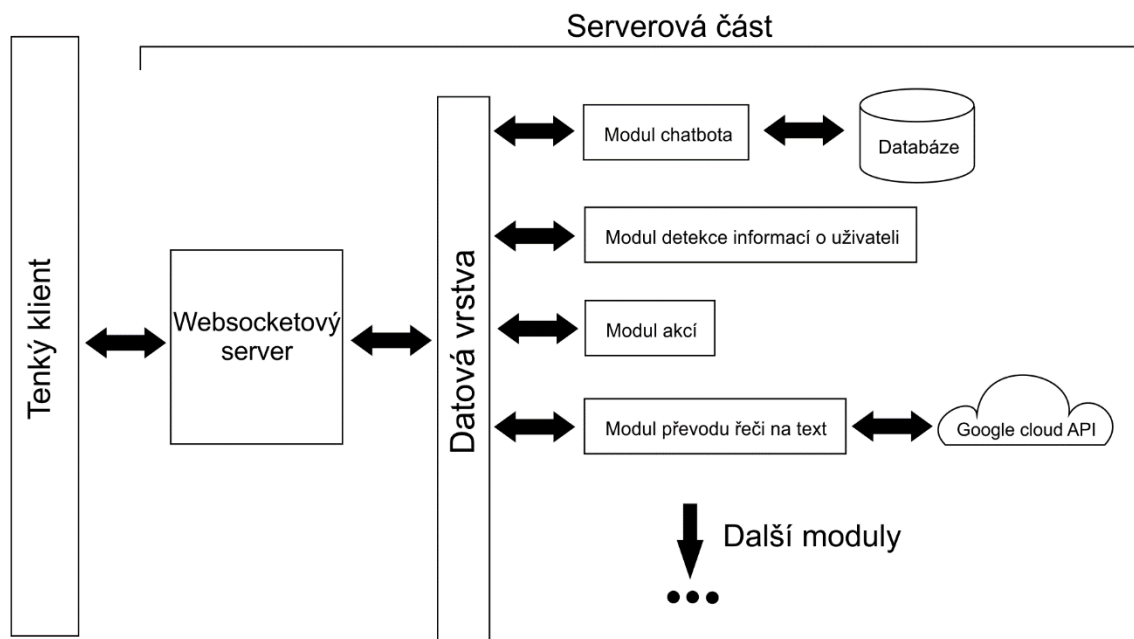 Serverová část
Tenký klient
Websocketový
server
Datová vrstva
Modul chatbota
Databáze
Modul detekce informací o uživateli
Modul akcí
Modul převodu řeči na text
Google cloud API
Další moduly